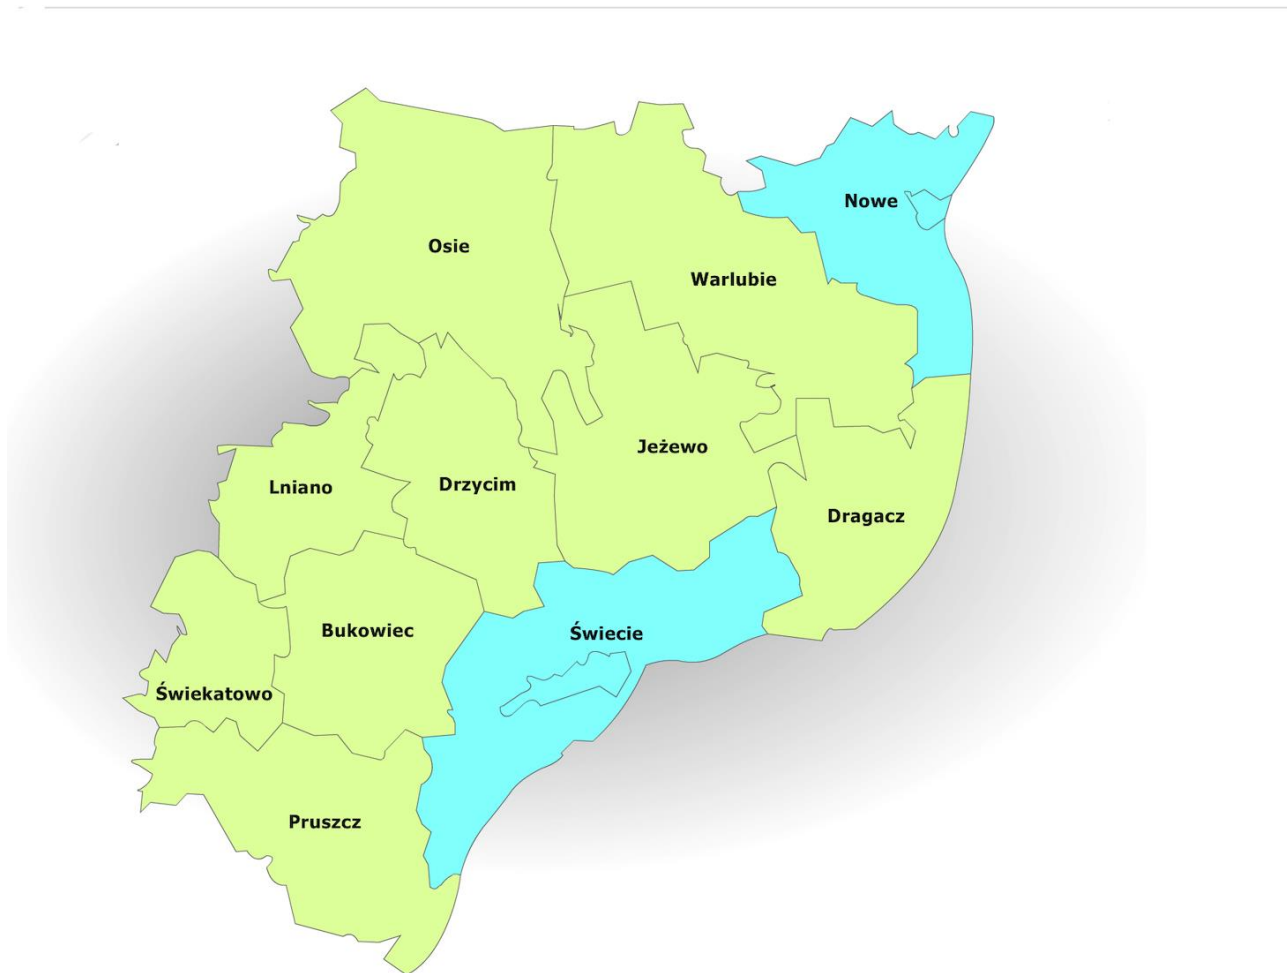 Nowe
Osie
Warlubie
Jeżewo
Drzycim
Lniano
Dragacz
Bukowiec
Świecie
Świekatowo
Pruszcz